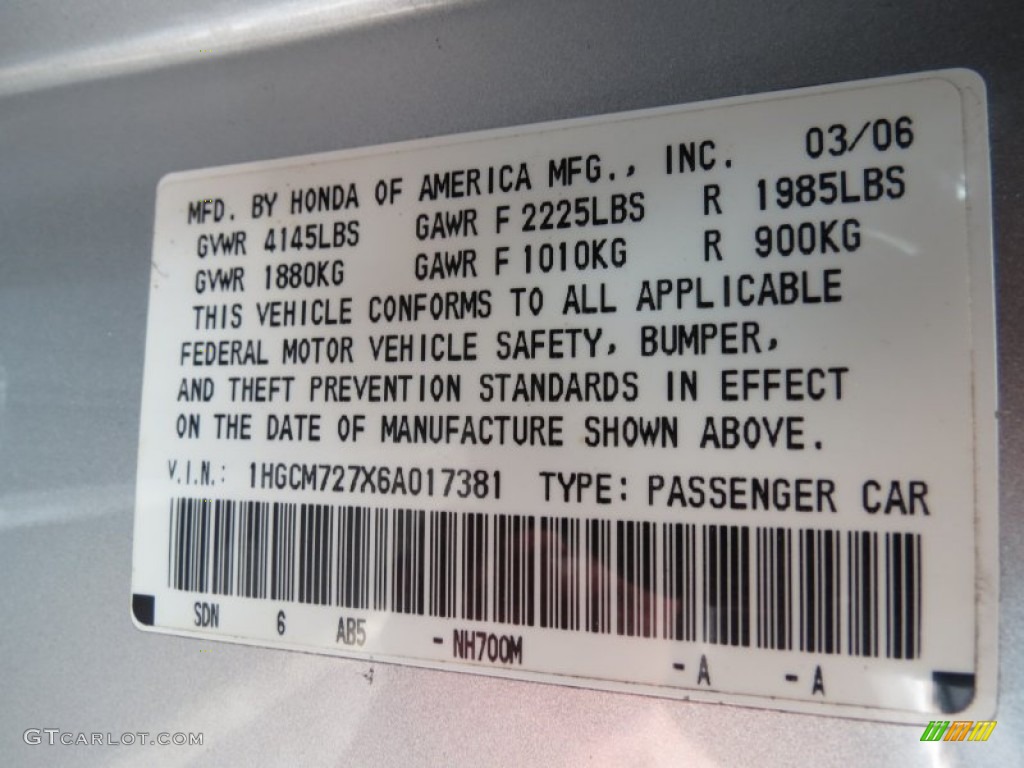 MFD. BY HONDA OF AMERICA MFG., INC. 03/06
GVWR 4145LBS GAWR F 2225LBS R 1985LBS
GVWR 1880KG GAWR F 1010KG R 900KG
THIS VEHICLE CONFORMS TO ALL APPLICABLE
FEDERAL MOTOR VEHICLE SAFETY, BUMPER,
AND THEFT PREVENTION STANDARDS IN EFFECT
ON THE DATE OF MANUFACTURE SHOWN ABOVE.
V.I.N.: 1HGCM727X6A017381 TYPE: PASSENGER CAR
SDN 6 AB5 - NH700M - A - A
GTCARLOT.COM